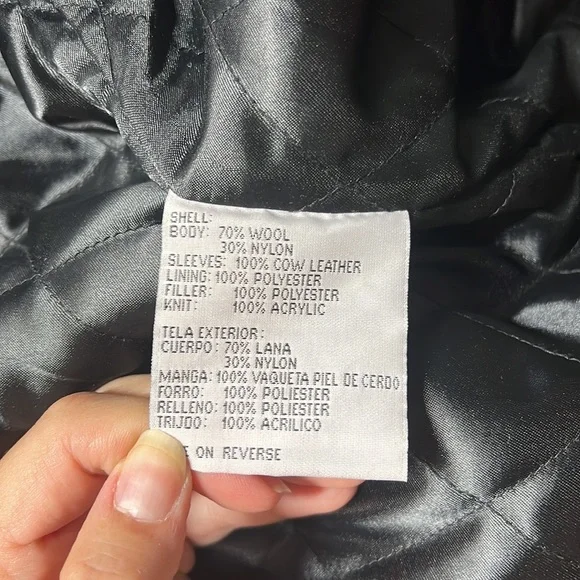 SHELL:
BODY: 70% WOOL
30% NYLON
SLEEVES: 100% COW LEATHER
LINING: 100% POLYESTER
FILLER: 100% POLYESTER
KNIT: 100% ACRYLIC
TELA EXTERIOR:
CUERPO: 70% LANA
30% NYLON
MANGA: 100% VAQUETA PIEL DE CERDO
FORRO: 100% POLIESTER
RELLENO: 100% POLIESTER
TRIJDO: 100% ACRILICO
ON REVERSE